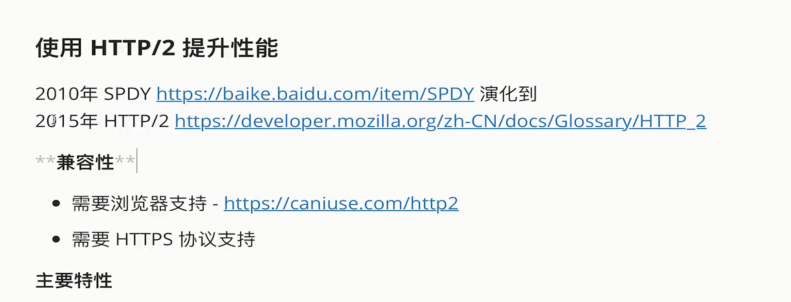 使用 HTTP/2 提升性能
2010年 SPDY https://baike.baidu.com/item/SPDY 演化到
2015年 HTTP/2 https://developer.mozilla.org/zh-CN/docs/Glossary/HTTP_2
**兼容性**
• 需要浏览器支持 - https://caniuse.com/http2
• 需要 HTTPS 协议支持
主要特性